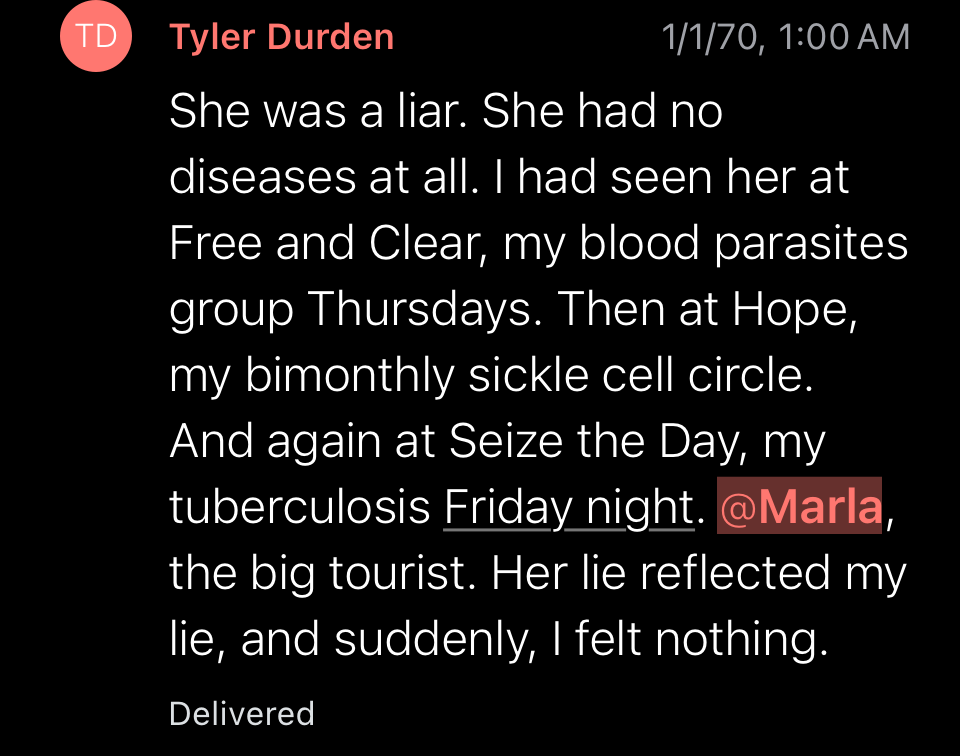 TD
Tyler Durden
1/1/70, 1:00 AM
She was a liar. She had no
diseases at all. I had seen her at
Free and Clear, my blood parasites
group Thursdays. Then at Hope,
my bimonthly sickle cell circle.
And again at Seize the Day, my
tuberculosis Friday night. @Marla,
the big tourist. Her lie reflected my
lie, and suddenly, I felt nothing.
Delivered